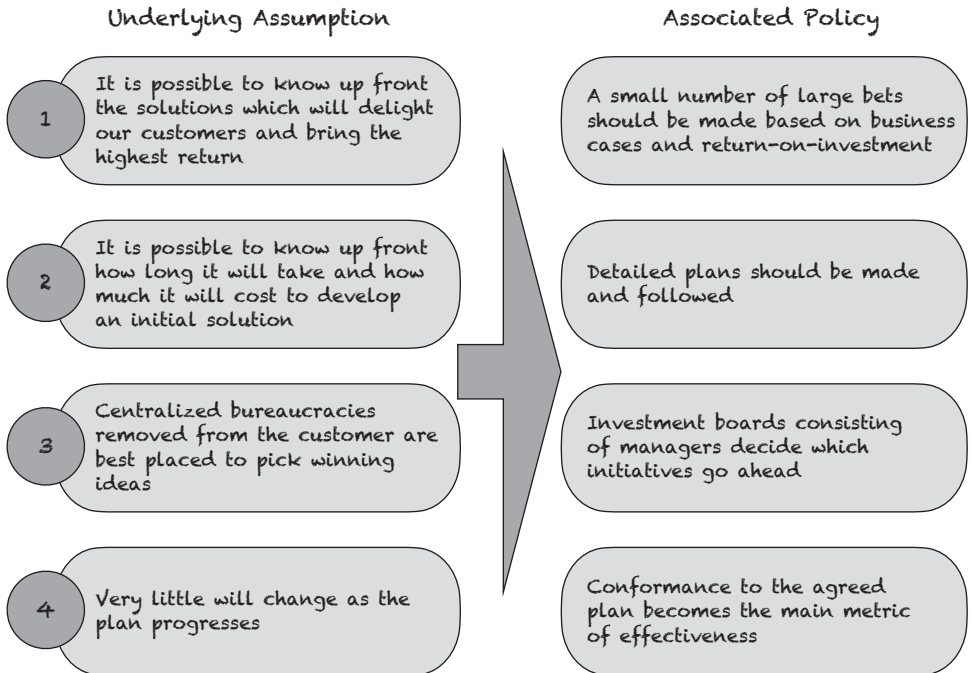 Underlying Assumption
Associated Policy
1
It is possible to know up front
the solutions which will delight
our customers and bring the
highest return
A small number of large bets
should be made based on business
cases and return-on-investment
2
It is possible to know up front
how long it will take and how
much it will cost to develop
an initial solution
Detailed plans should be made
and followed
3
Centralized bureaucracies
removed from the customer are
best placed to pick winning
ideas
Investment boards consisting
of managers decide which
initiatives go ahead
4
Very little will change as the
plan progresses
Conformance to the agreed
plan becomes the main metric
of effectiveness